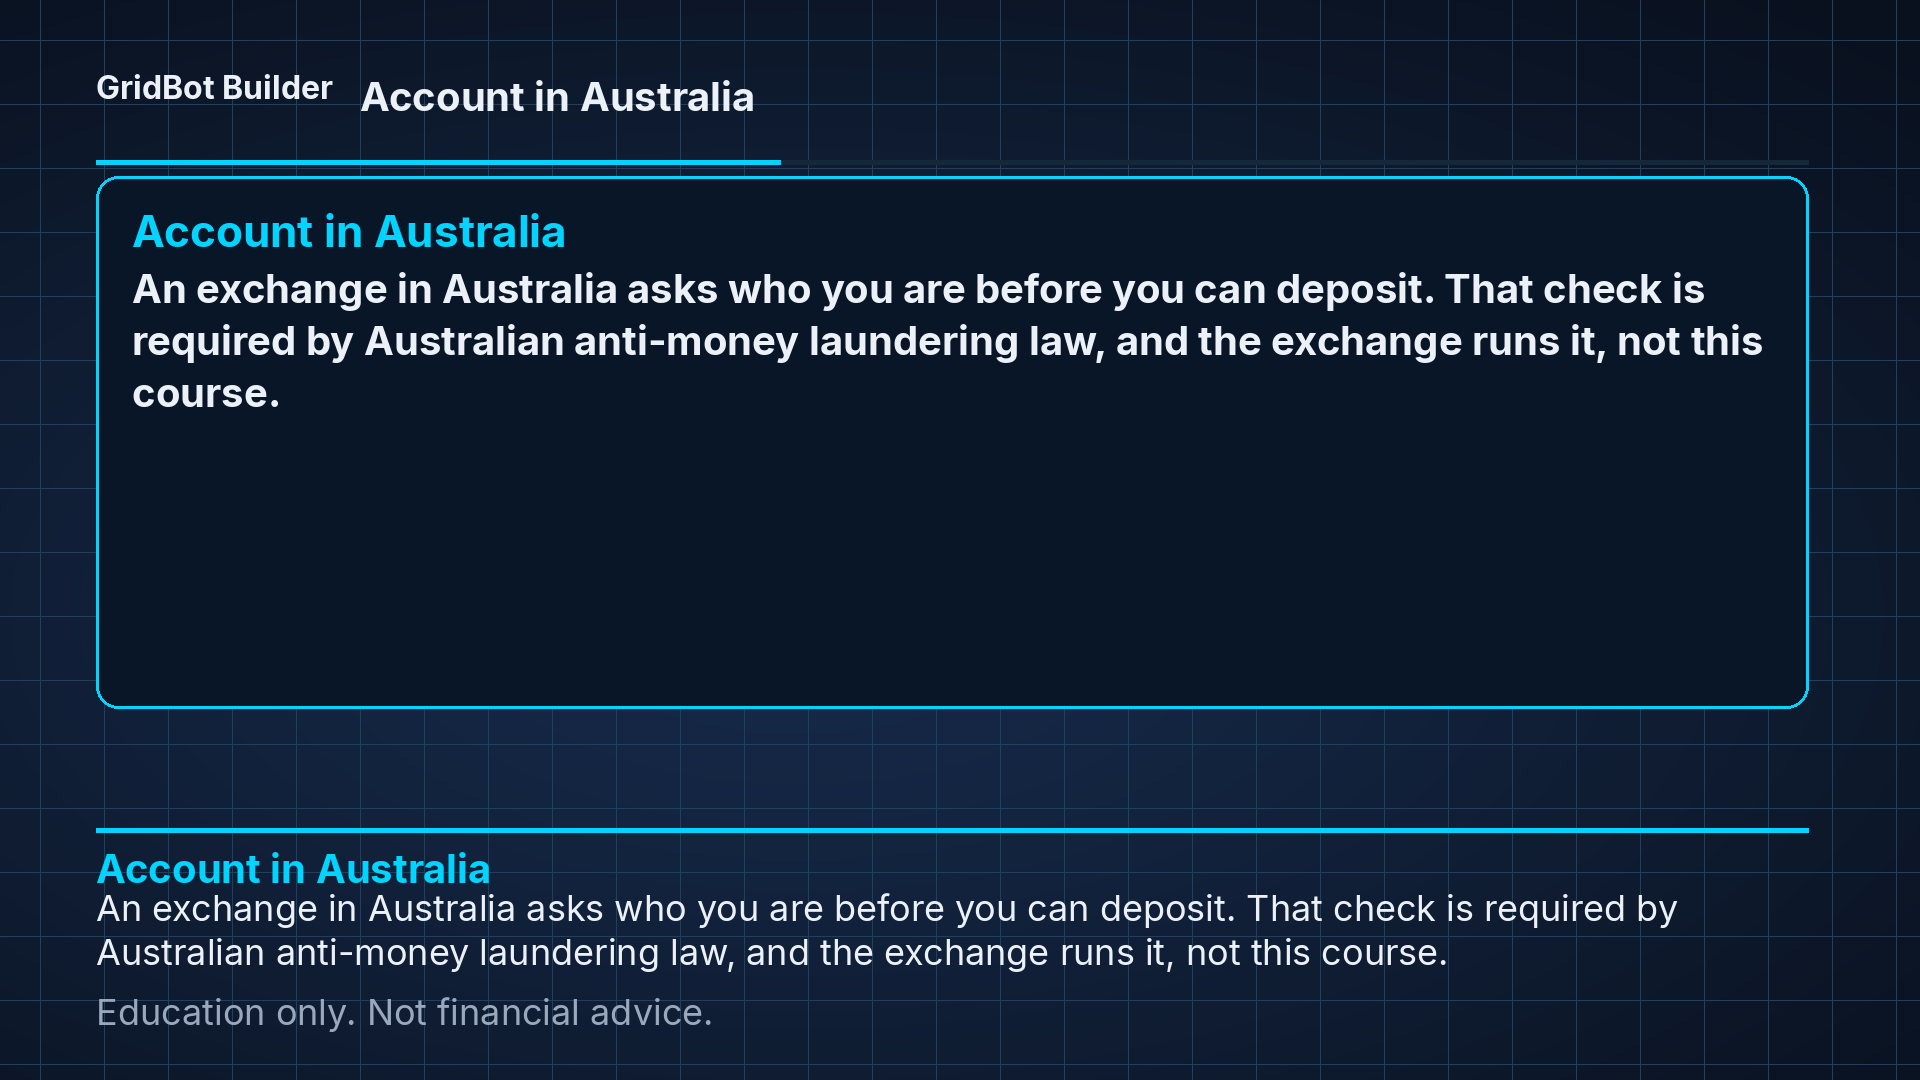 GridBot Builder
Account in Australia
Account in Australia
An exchange in Australia asks who you are before you can deposit. That check is
required by Australian anti-money laundering law, and the exchange runs it, not this
course.
Account in Australia
An exchange in Australia asks who you are before you can deposit. That check is required by
Australian anti-money laundering law, and the exchange runs it, not this course.
Education only. Not financial advice.